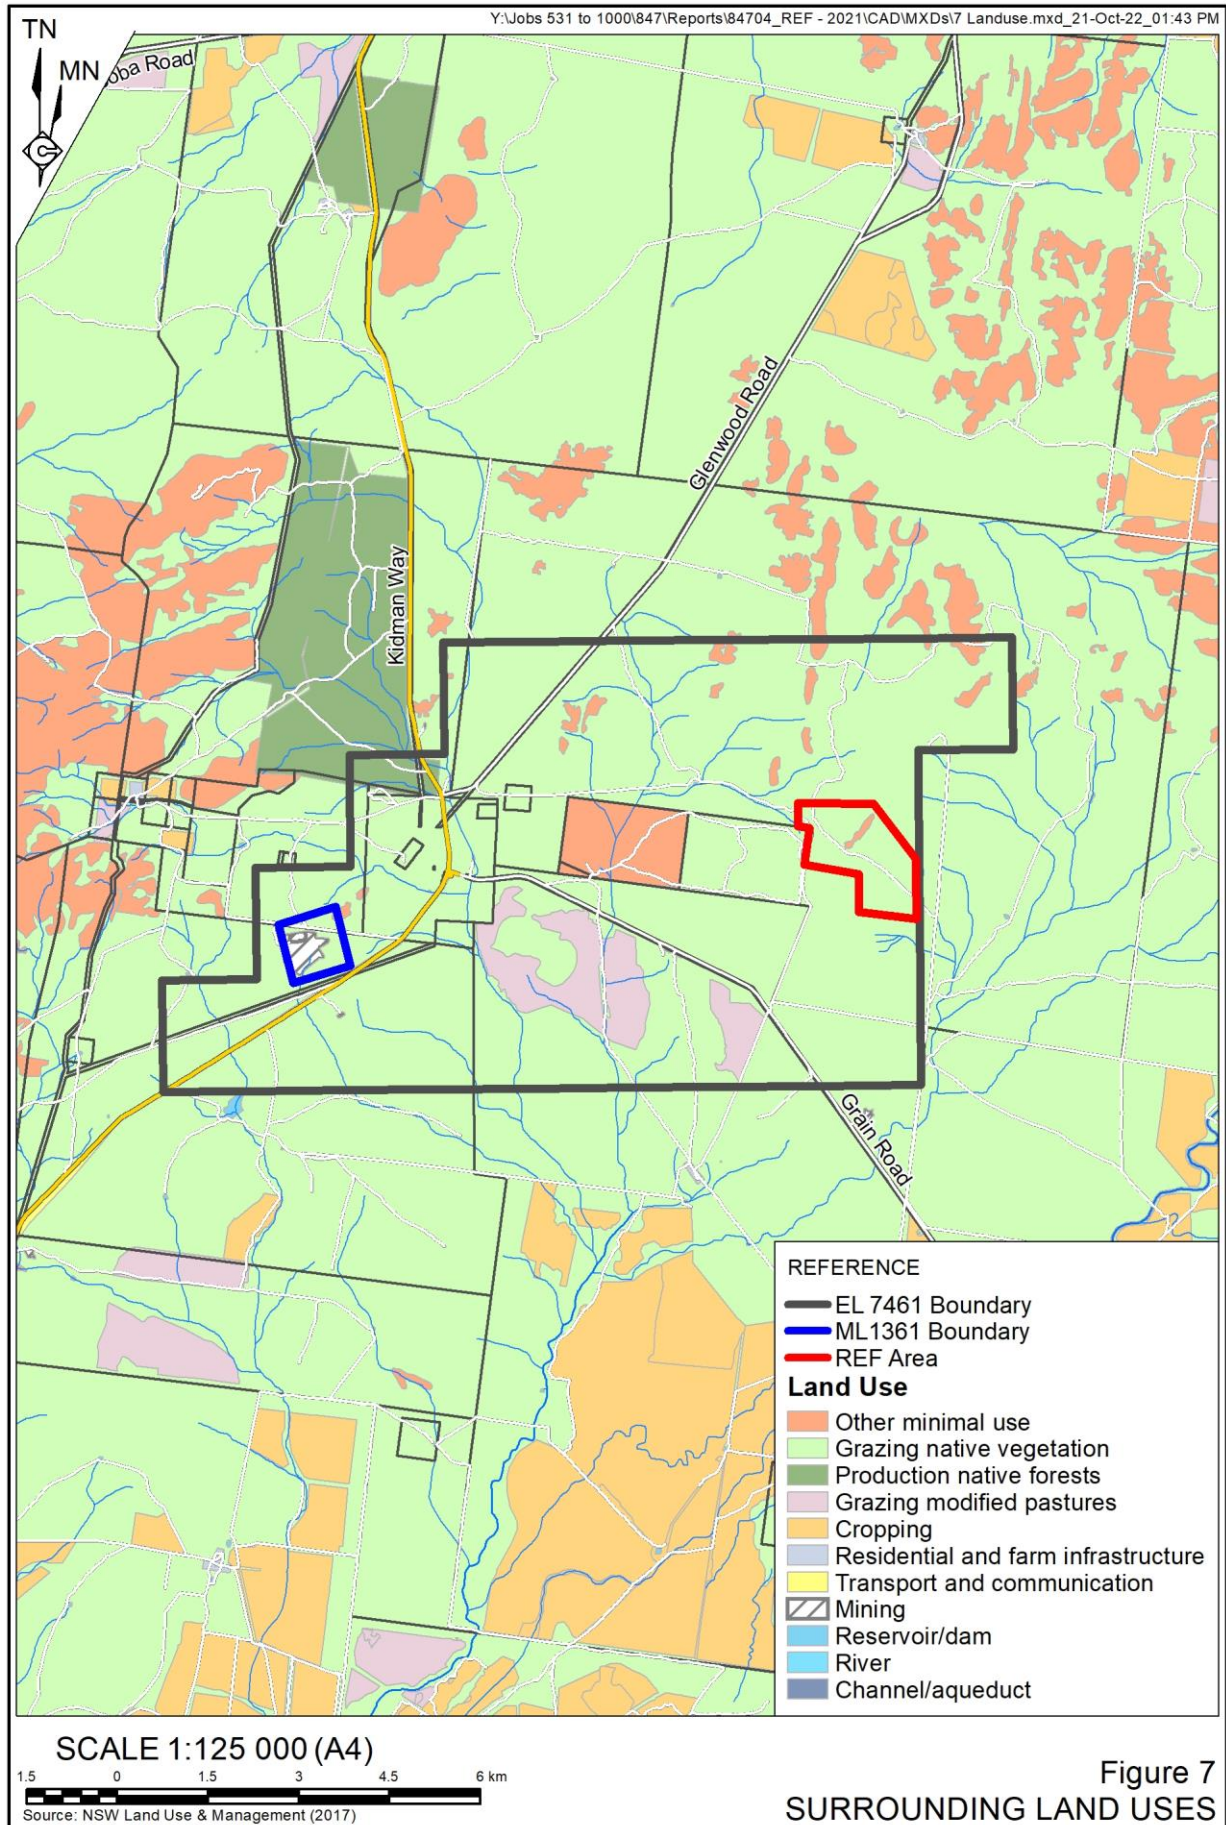 Y:\Jobs 531 to 1000\847\Reports\84704_REF - 2021\CAD\MXDs\7 Landuse.mxd_21-Oct-22_01:43 PM
TN
MN
oba Road
Glenwood Road
Kidman Way
Grain Road
REFERENCE
EL 7461 Boundary
ML1361 Boundary
REF Area
Land Use
Other minimal use
Grazing native vegetation
Production native forests
Grazing modified pastures
Cropping
Residential and farm infrastructure
Transport and communication
Mining
Reservoir/dam
River
Channel/aqueduct
SCALE 1:125 000 (A4)
1.5 0 1.5 3 4.5 6 km
Source: NSW Land Use & Management (2017)
Figure 7
SURROUNDING LAND USES